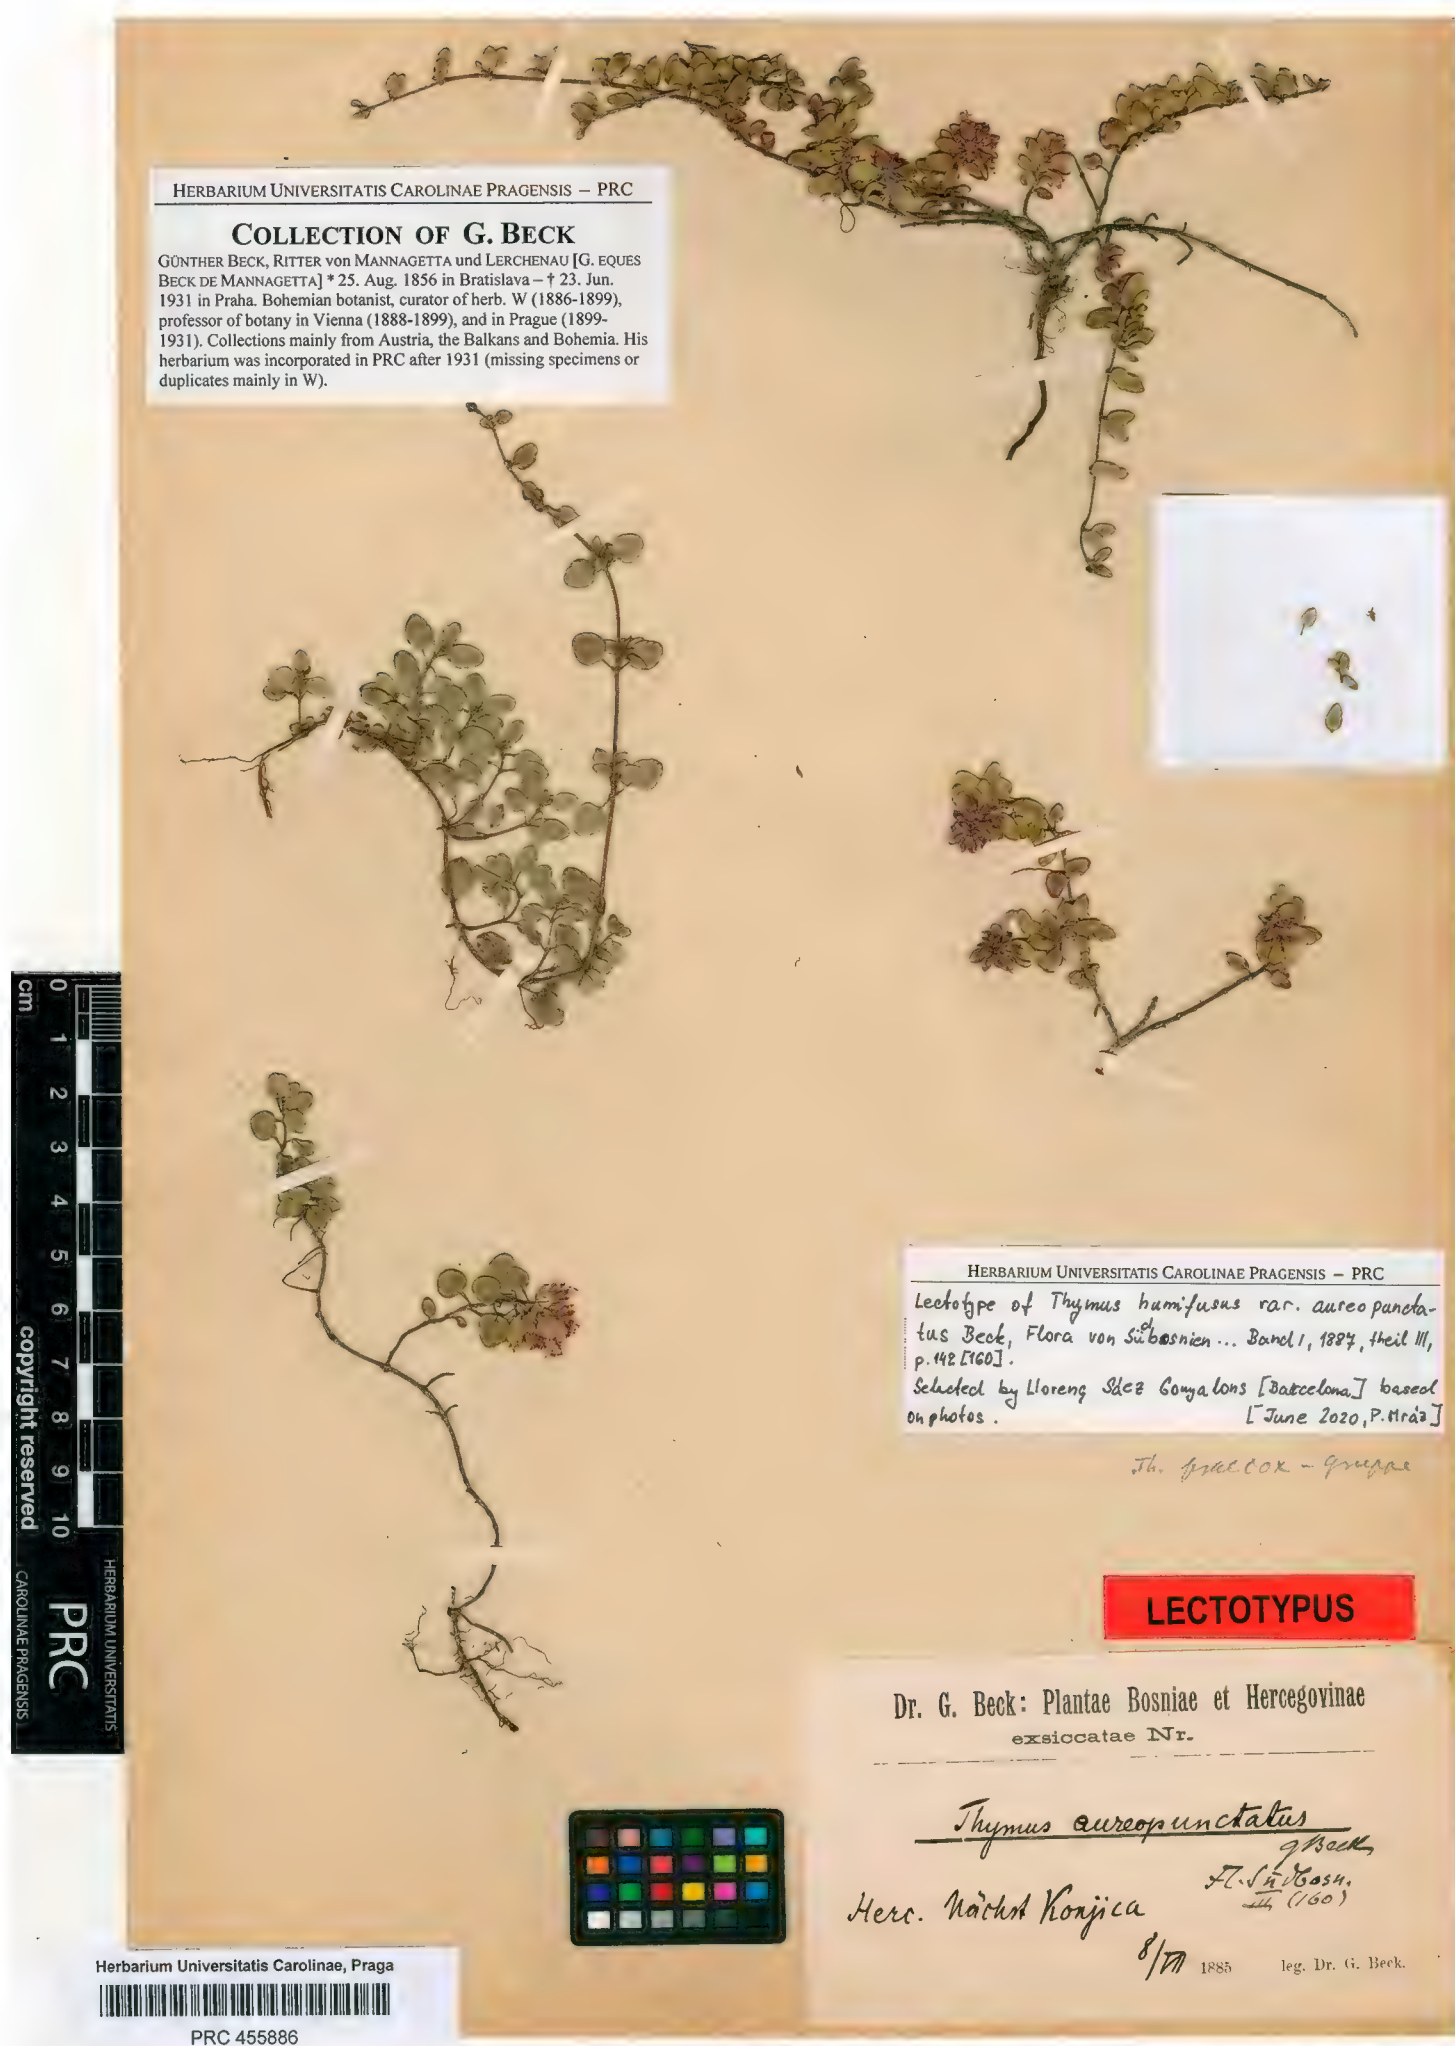 HERBARIUM UNIVERSITATIS CAROLINAE PRAGENSIS – PRC
COLLECTION OF G. BECK
GÜNTHER BECK, RITTER von MANNAGETTA und LERCHENAU [G. EQUES
BECK DE MANNAGETTA] * 25. Aug. 1856 in Bratislava – † 23. Jun.
1931 in Praha. Bohemian botanist, curator of herb. W (1886-1899),
professor of botany in Vienna (1888-1899), and in Prague (1899-
1931). Collections mainly from Austria, the Balkans and Bohemia. His
herbarium was incorporated in PRC after 1931 (missing specimens or
duplicates mainly in W).
cm 0 1 2 3 4 5 6 7 8 9 10
copyright reserved
HERBARIUM UNIVERSITATIS
CAROLINAE PRAGENSIS
PRC
HERBARIUM UNIVERSITATIS CAROLINAE PRAGENSIS – PRC
Lectotype of Thymus humifusus var. aureopuncta-
tus Beck, Flora von Südbosnien ... Band I, 1887, theil III,
p. 142 [160].
Selected by Llorenç Sáez Gonyalons [Barcelona] based
on photos. [June 2020, P. Mráz]
Th. praecox - Gruppe
LECTOTYPUS
Dr. G. Beck: Plantae Bosniae et Hercegovinae
exsiccatae Nr.
Thymus aureopunctatus
GBeck
Fl. Südbosn.
III (160)
Herc. Nächst Konjica
8/VII 1885 leg. Dr. G. Beck.
Herbarium Universitatis Carolinae, Praga
PRC 455886